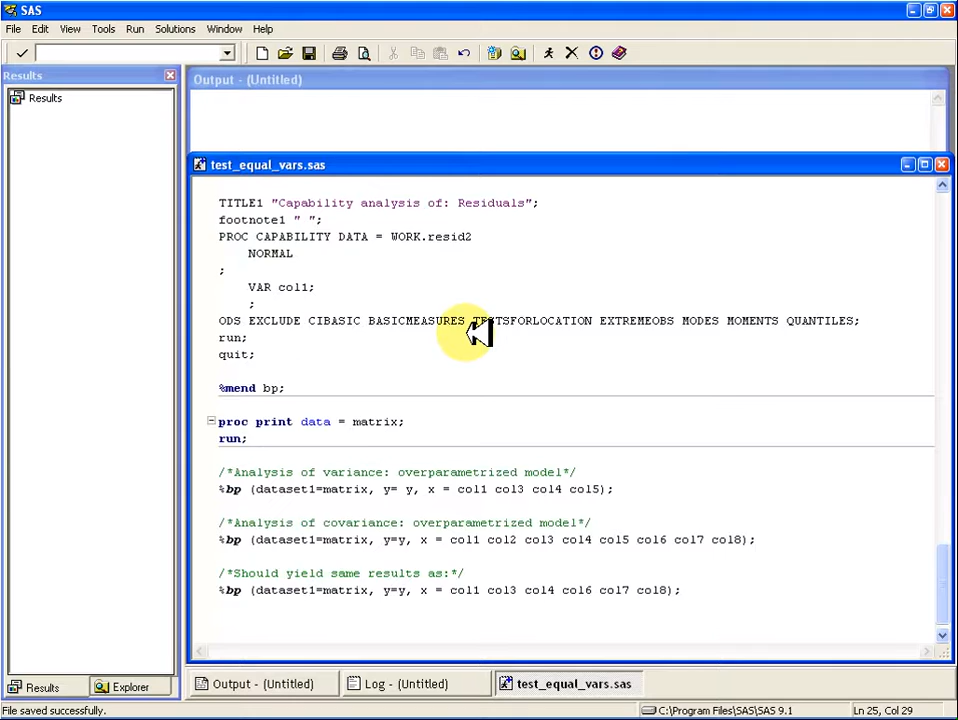 SAS
File Edit View Tools Run Solutions Window Help
Results
Results
Output - (Untitled)
test_equal_vars.sas
TITLE1 "Capability analysis of: Residuals";
footnote1 " ";
PROC CAPABILITY DATA = WORK.resid2
NORMAL
;
VAR col1;
;
ODS EXCLUDE CIBASIC BASICMEASURES TESTSFORLOCATION EXTREMEOBS MODES MOMENTS QUANTILES;
run;
quit;
%mend bp;
proc print data = matrix;
run;
/*Analysis of variance: overparametrized model*/
%bp (dataset1=matrix, y= y, x = col1 col3 col4 col5);
/*Analysis of covariance: overparametrized model*/
%bp (dataset1=matrix, y=y, x = col1 col2 col3 col4 col5 col6 col7 col8);
/*Should yield same results as:*/
%bp (dataset1=matrix, y=y, x = col1 col3 col4 col6 col7 col8);
Results Explorer
Output - (Untitled) Log - (Untitled) test_equal_vars.sas
File saved successfully. C:\Program Files\SAS\SAS 9.1 Ln 25, Col 29